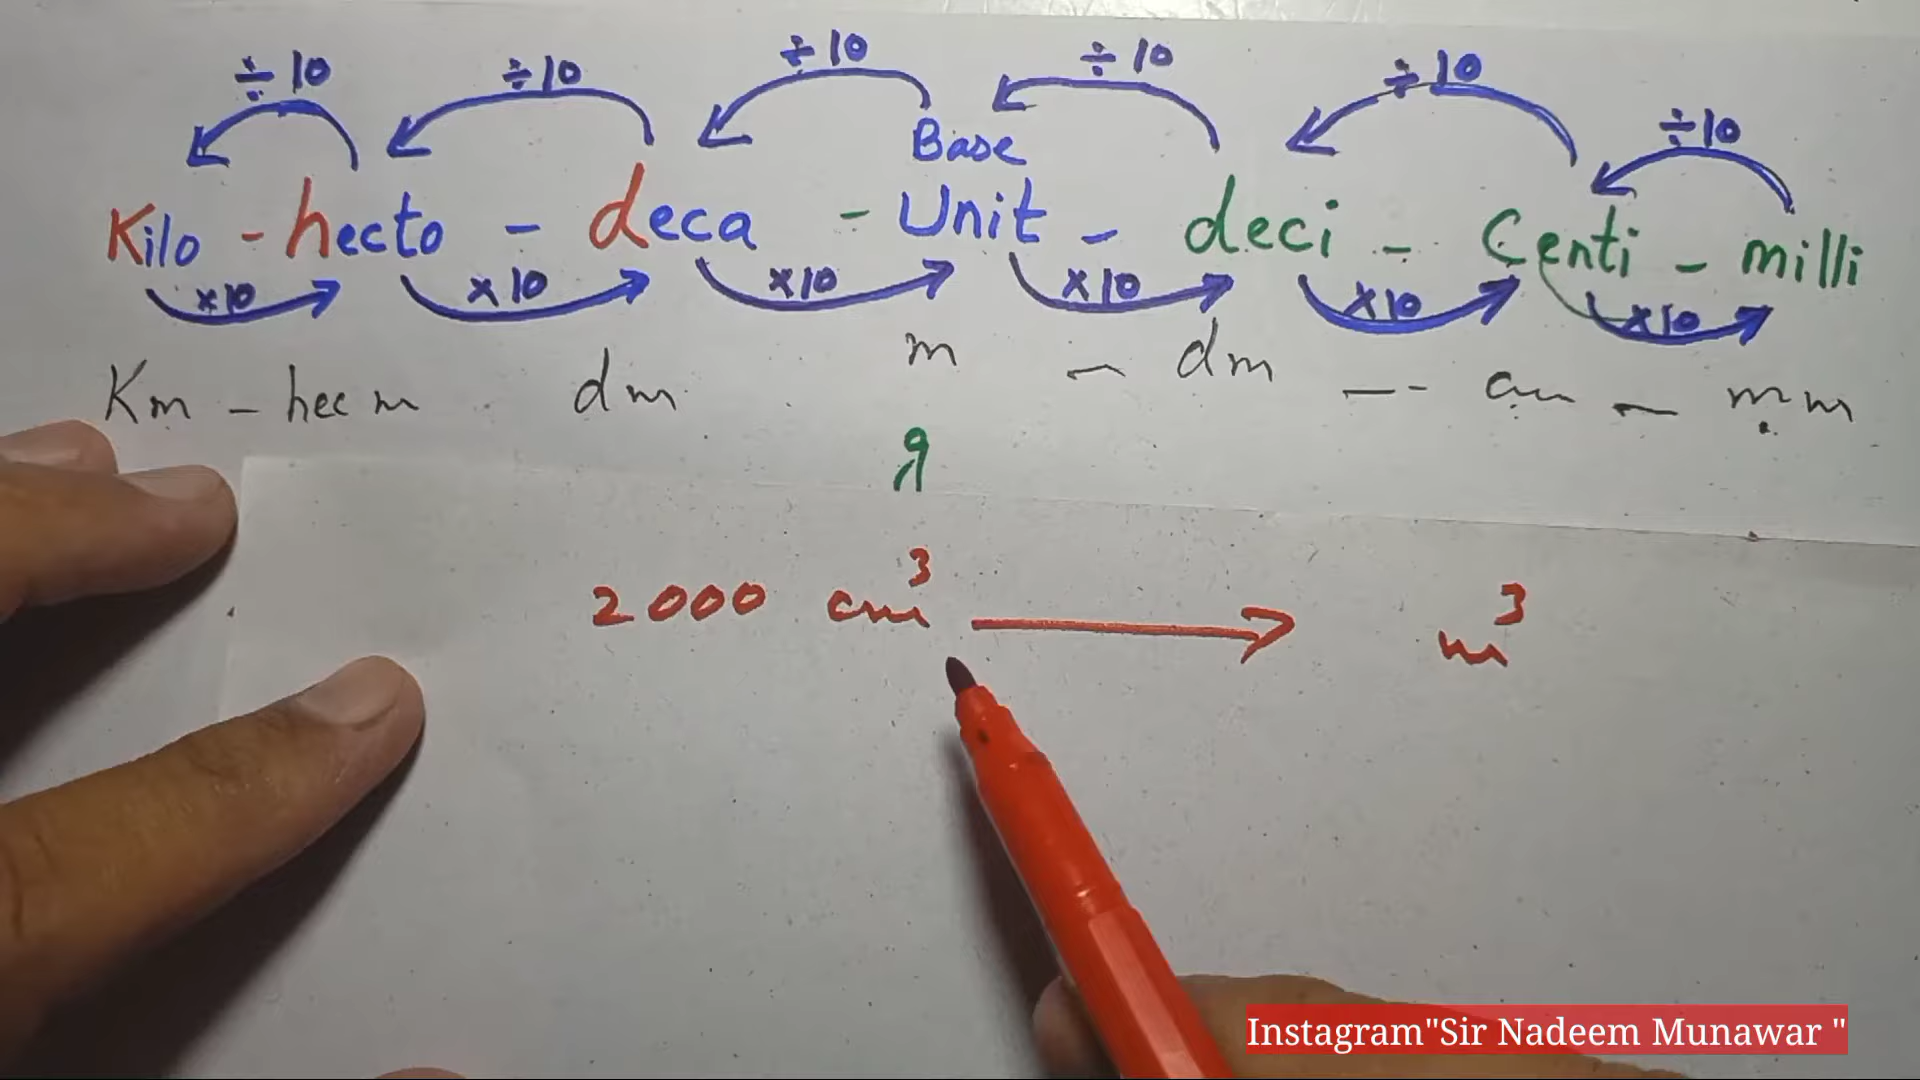 ÷10 ÷10 ÷10 ÷10 ÷10 ÷10
Base
Kilo - hecto - deca - Unit - deci - Centi - milli
×10 ×10 ×10 ×10 ×10 ×10
Km - hec m dm m - dm -- cm - mm
2000 cm³ → m³
Instagram"Sir Nadeem Munawar "